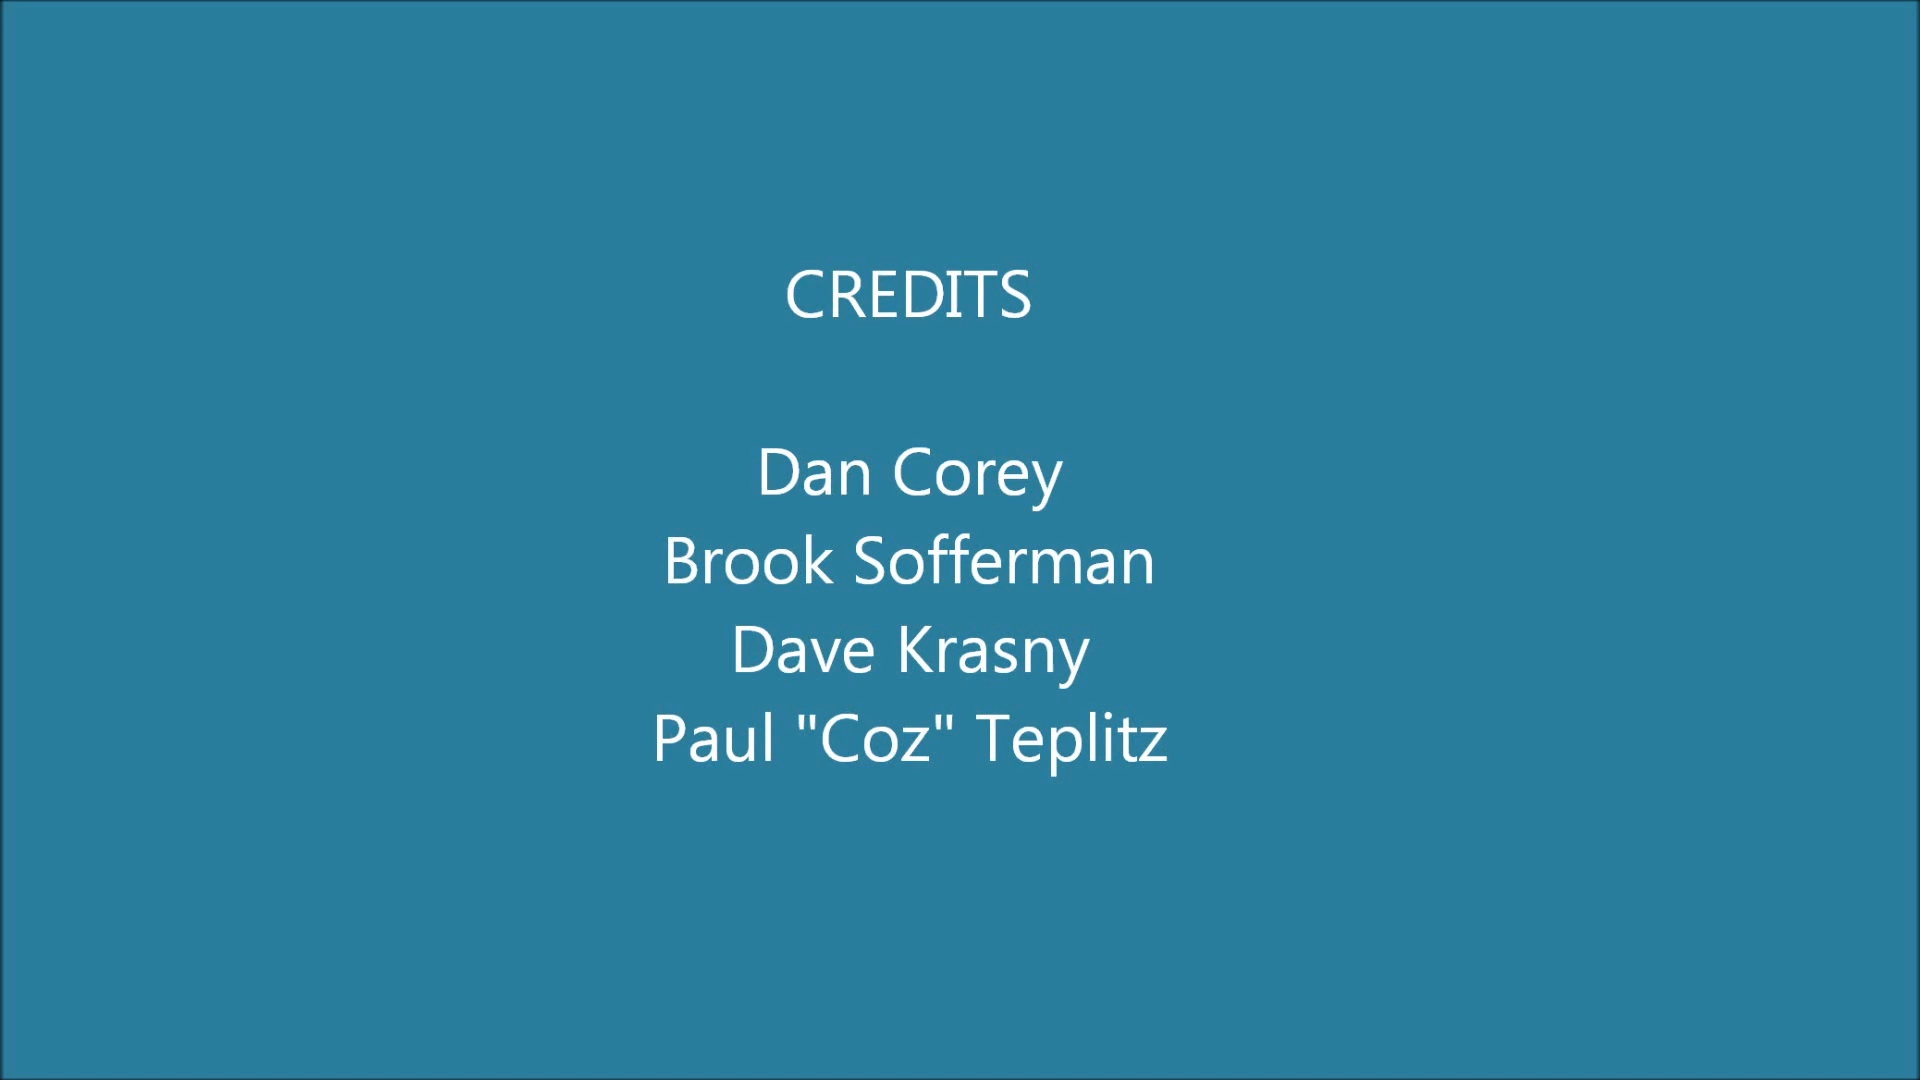 CREDITS
Dan Corey
Brook Sofferman
Dave Krasny
Paul "Coz" Teplitz